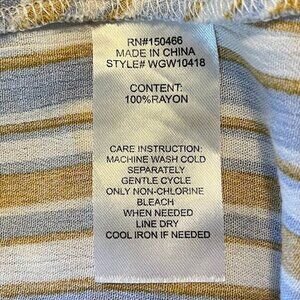 RN#150466
MADE IN CHINA
STYLE# WGW10418
CONTENT:
100%RAYON
CARE INSTRUCTION:
MACHINE WASH COLD
SEPARATELY
GENTLE CYCLE
ONLY NON-CHLORINE
BLEACH
WHEN NEEDED
LINE DRY
COOL IRON IF NEEDED